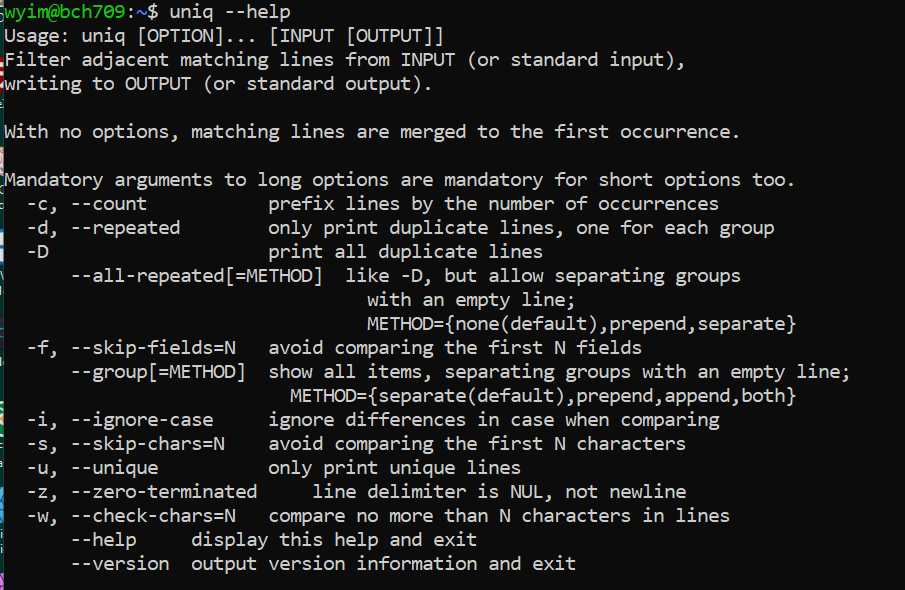 wyim@bch709:~$ uniq --help
Usage: uniq [OPTION]... [INPUT [OUTPUT]]
Filter adjacent matching lines from INPUT (or standard input),
writing to OUTPUT (or standard output).

With no options, matching lines are merged to the first occurrence.

Mandatory arguments to long options are mandatory for short options too.
  -c, --count           prefix lines by the number of occurrences
  -d, --repeated        only print duplicate lines, one for each group
  -D                    print all duplicate lines
      --all-repeated[=METHOD]  like -D, but allow separating groups
                                 with an empty line;
                                 METHOD={none(default),prepend,separate}
  -f, --skip-fields=N   avoid comparing the first N fields
      --group[=METHOD]  show all items, separating groups with an empty line;
                          METHOD={separate(default),prepend,append,both}
  -i, --ignore-case     ignore differences in case when comparing
  -s, --skip-chars=N    avoid comparing the first N characters
  -u, --unique          only print unique lines
  -z, --zero-terminated     line delimiter is NUL, not newline
  -w, --check-chars=N   compare no more than N characters in lines
      --help     display this help and exit
      --version  output version information and exit